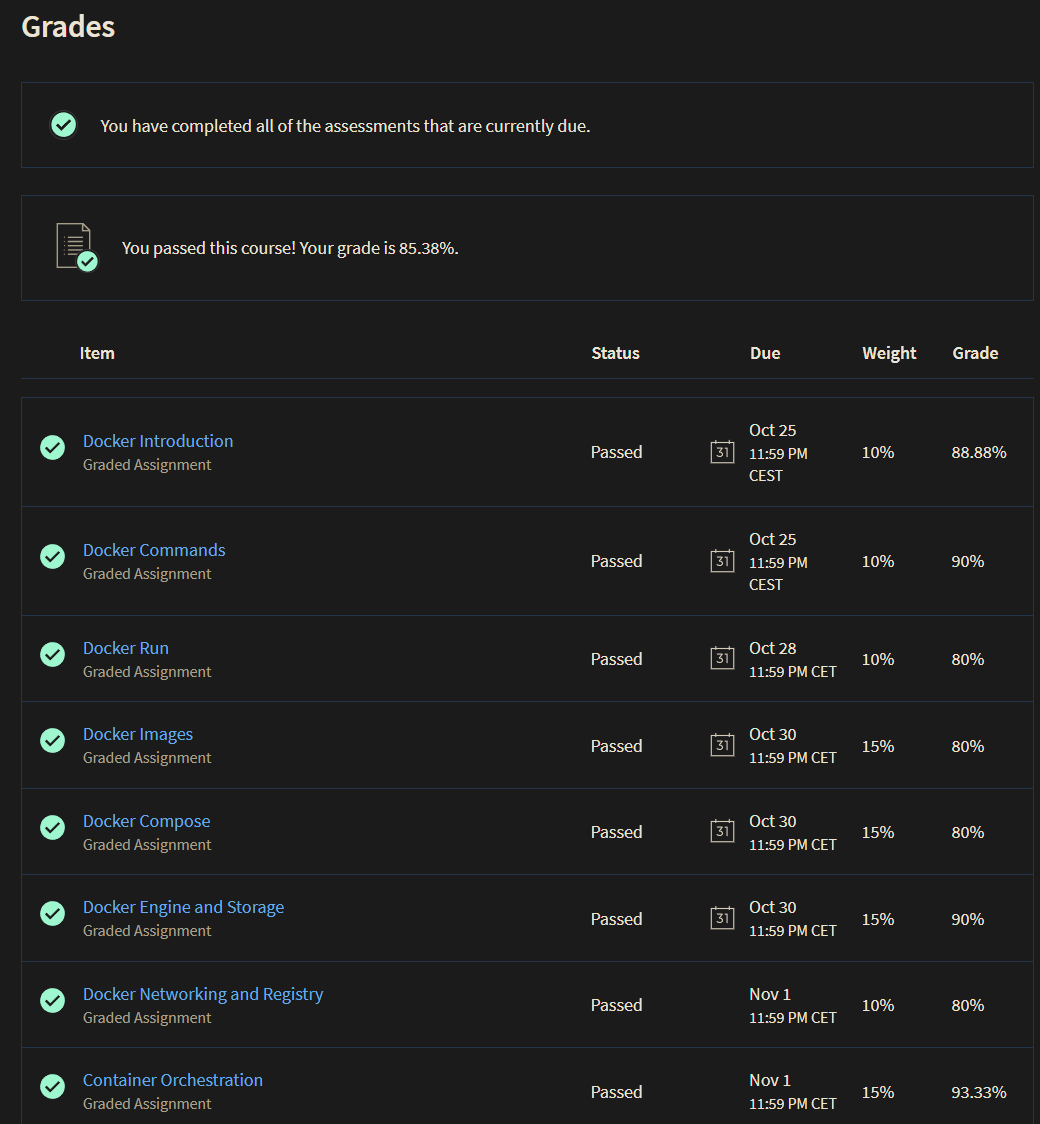 Grades
You have completed all of the assessments that are currently due.
You passed this course! Your grade is 85.38%.
Item Status Due Weight Grade
Docker Introduction
Graded Assignment
Passed
31
Oct 25
11:59 PM
CEST
10%
88.88%
Docker Commands
Graded Assignment
Passed
31
Oct 25
11:59 PM
CEST
10%
90%
Docker Run
Graded Assignment
Passed
31
Oct 28
11:59 PM CET
10%
80%
Docker Images
Graded Assignment
Passed
31
Oct 30
11:59 PM CET
15%
80%
Docker Compose
Graded Assignment
Passed
31
Oct 30
11:59 PM CET
15%
80%
Docker Engine and Storage
Graded Assignment
Passed
31
Oct 30
11:59 PM CET
15%
90%
Docker Networking and Registry
Graded Assignment
Passed
Nov 1
11:59 PM CET
10%
80%
Container Orchestration
Graded Assignment
Passed
Nov 1
11:59 PM CET
15%
93.33%